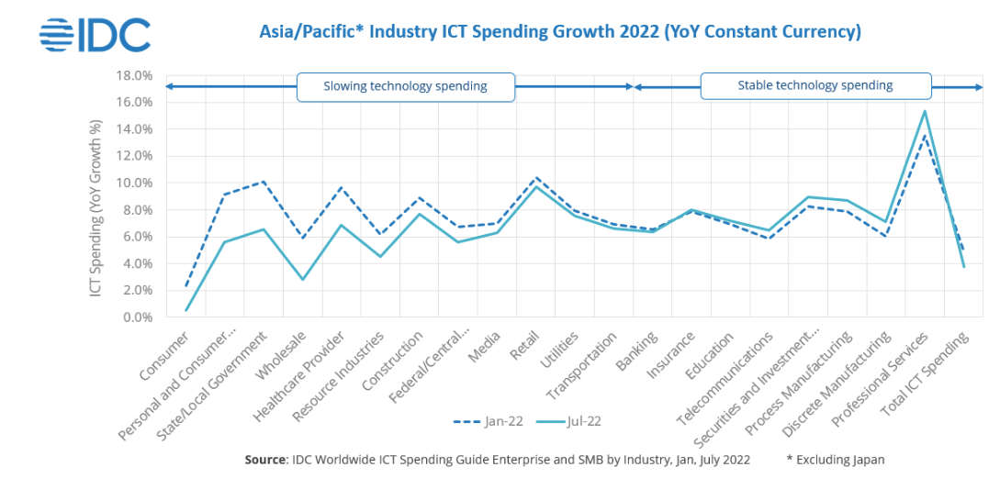 IDC
Asia/Pacific* Industry ICT Spending Growth 2022 (YoY Constant Currency)
ICT Spending (YoY Growth %)
18.0%
16.0%
14.0%
12.0%
10.0%
8.0%
6.0%
4.0%
2.0%
0.0%
Slowing technology spending
Stable technology spending
Consumer
Personal and Consumer...
State/Local Government
Wholesale
Healthcare Provider
Resource Industries
Construction
Federal/Central...
Media
Retail
Utilities
Transportation
Banking
Insurance
Education
Telecommunications
Securities and Investment...
Process Manufacturing
Discrete Manufacturing
Professional Services
Total ICT Spending
Jan-22
Jul-22
Source: IDC Worldwide ICT Spending Guide Enterprise and SMB by Industry, Jan, July 2022 * Excluding Japan